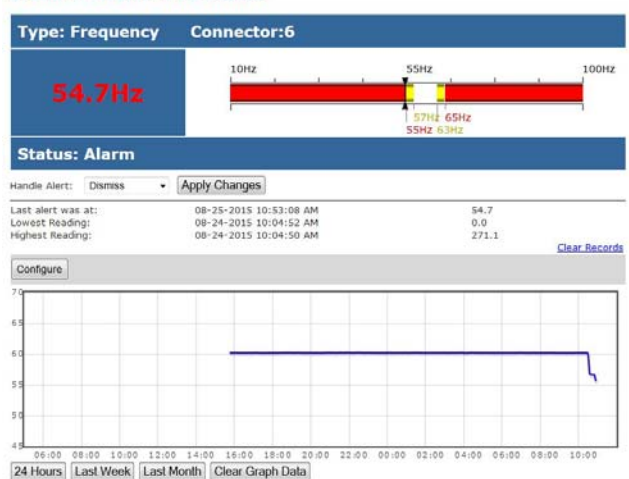 Type: Frequency Connector:6
54.7Hz
10Hz 55Hz 100Hz
57Hz 65Hz
55Hz 63Hz
Status: Alarm
Handle Alert: Dismiss Apply Changes
Last alert was at: 08-25-2015 10:53:08 AM 54.7
Lowest Reading: 08-24-2015 10:04:52 AM 0.0
Highest Reading: 08-24-2015 10:04:50 AM 271.1
Clear Records
Configure
70
65
60
55
50
45
06:00 08:00 10:00 12:00 14:00 16:00 18:00 20:00 22:00 00:00 02:00 04:00 06:00 08:00 10:00
24 Hours Last Week Last Month Clear Graph Data